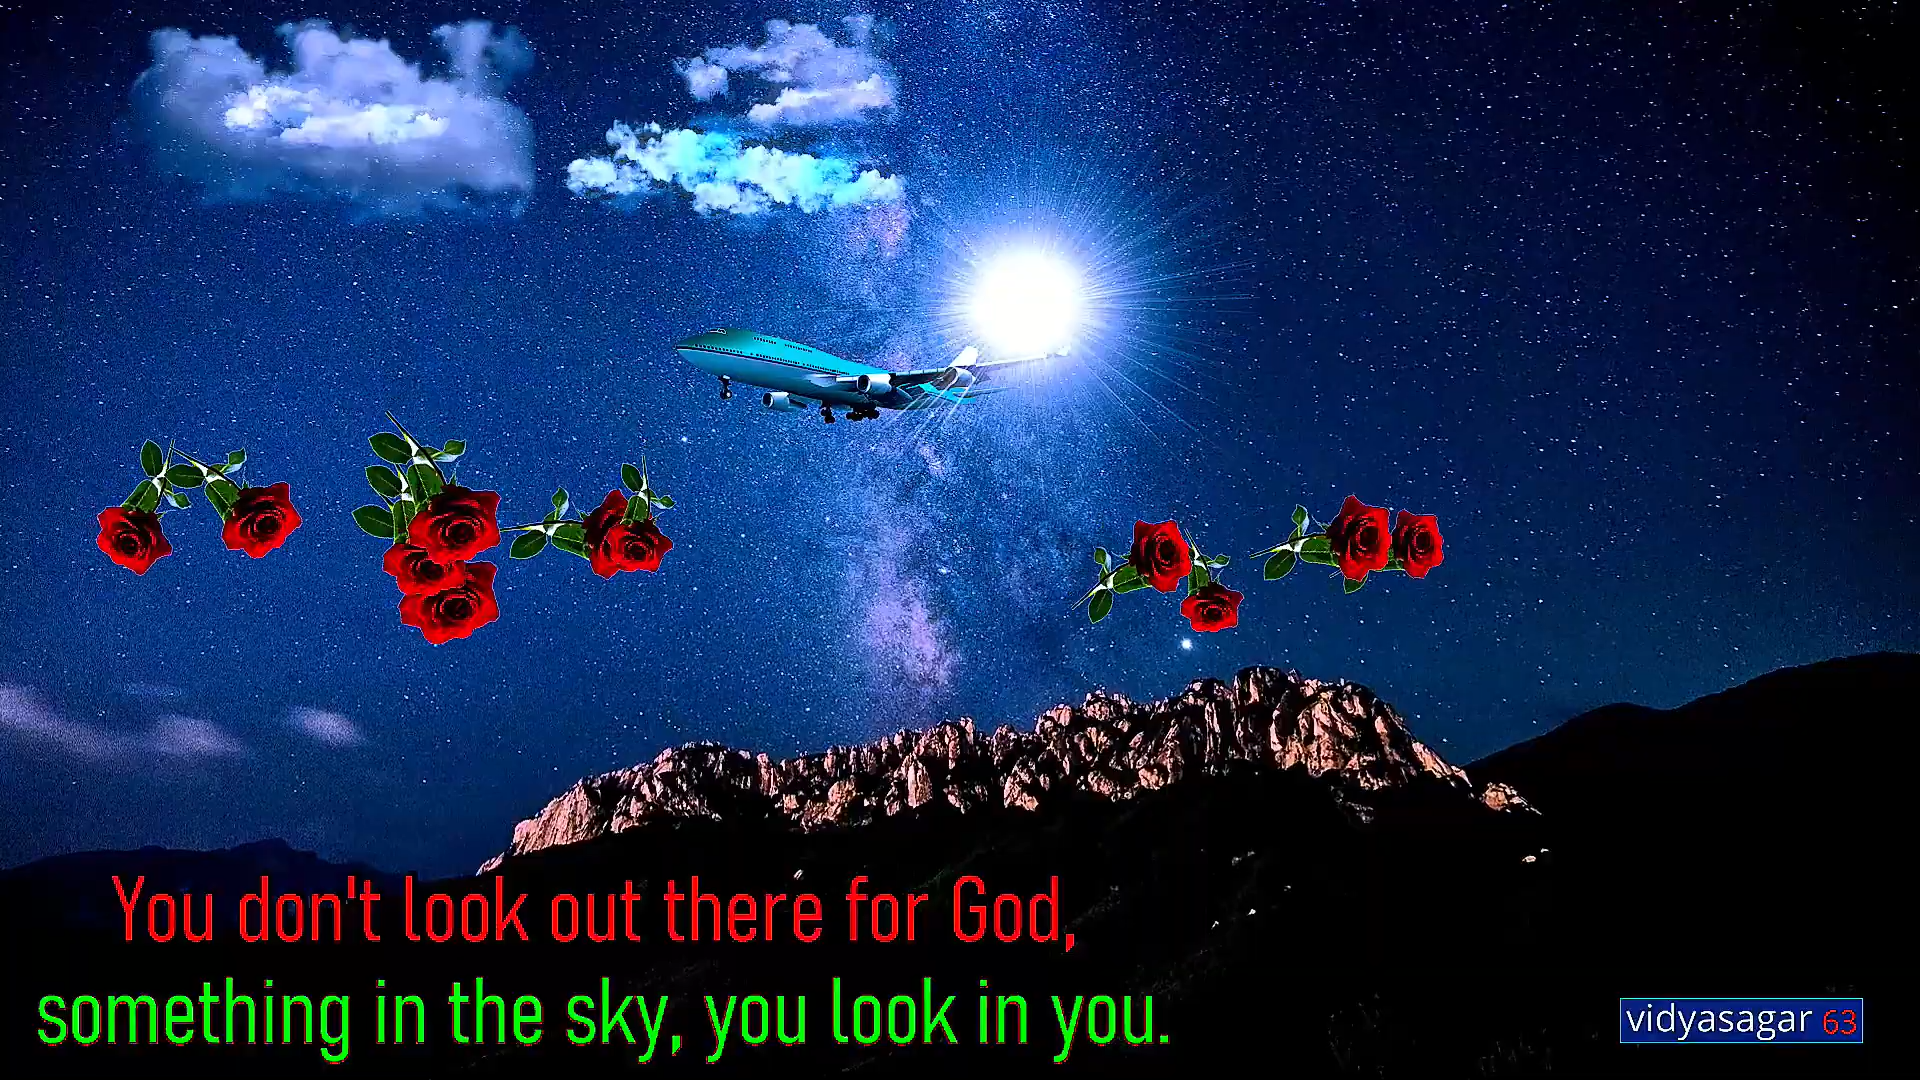 You don't look out there for God,
something in the sky, you look in you.
vidyasagar 63